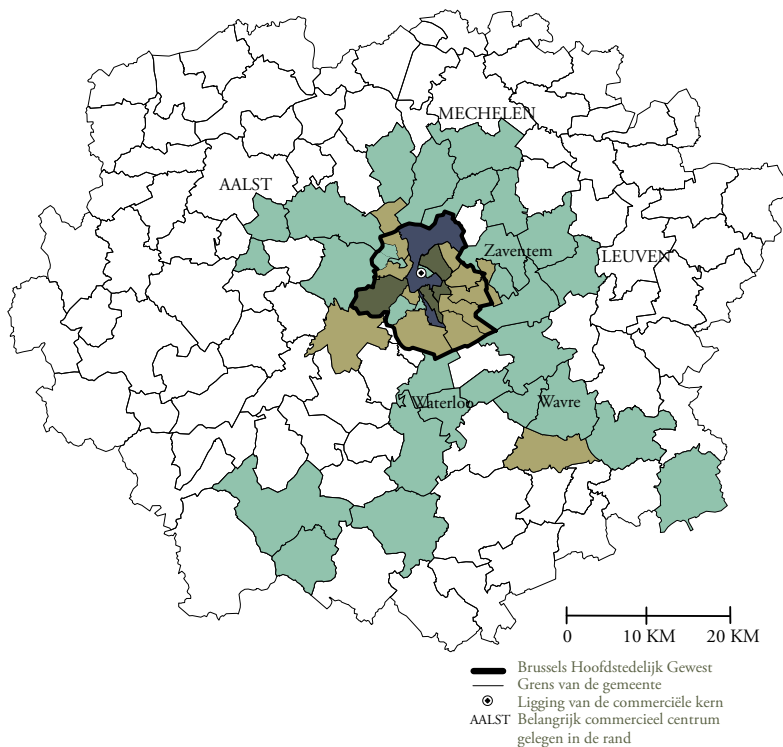 MECHELEN
AALST
Zaventem
LEUVEN
Waterloo
Wavre
0 10 KM 20 KM
Brussels Hoofdstedelijk Gewest
Grens van de gemeente
Ligging van de commerciële kern
AALST Belangrijk commercieel centrum
gelegen in de rand